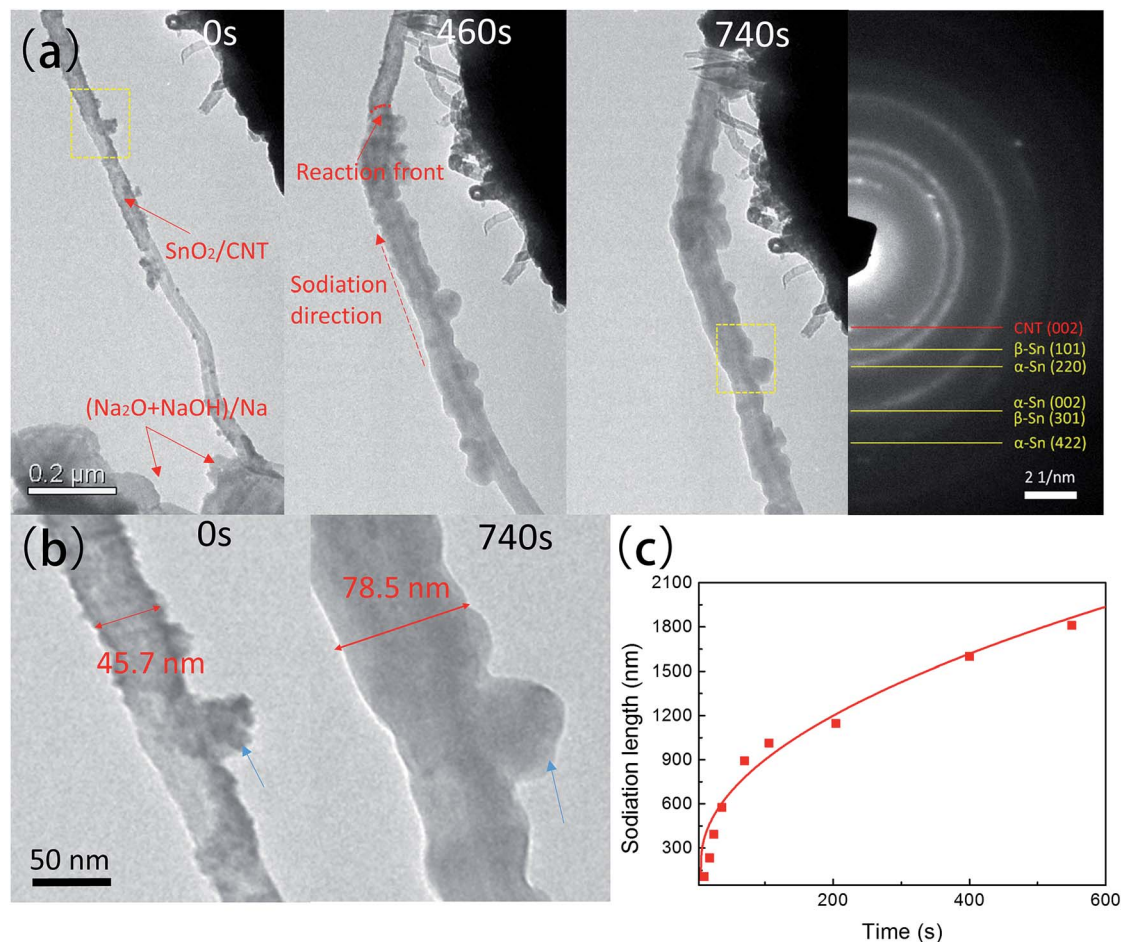 (a)
0s
460s
740s
Reaction front
SnO₂/CNT
Sodiation
direction
(Na₂O+NaOH)/Na
0.2 μm
CNT (002)
β-Sn (101)
α-Sn (220)
α-Sn (002)
β-Sn (301)
α-Sn (422)
2 1/nm
(b)
0s
740s
45.7 nm
78.5 nm
50 nm
(c)
Sodiation length (nm)
2100
1800
1500
1200
900
600
300
200
400
600
Time (s)